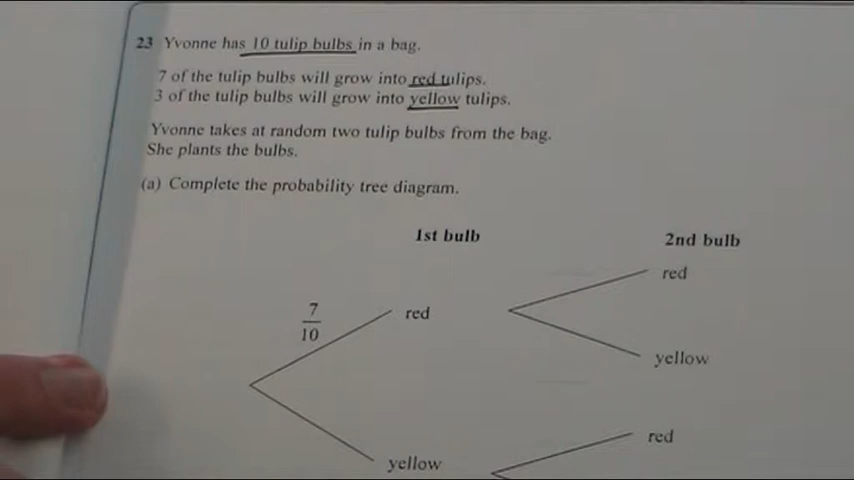 23 Yvonne has 10 tulip bulbs in a bag.
7 of the tulip bulbs will grow into red tulips.
3 of the tulip bulbs will grow into yellow tulips.
Yvonne takes at random two tulip bulbs from the bag.
She plants the bulbs.
(a) Complete the probability tree diagram.
1st bulb
2nd bulb
red
7
10
red
yellow
red
yellow